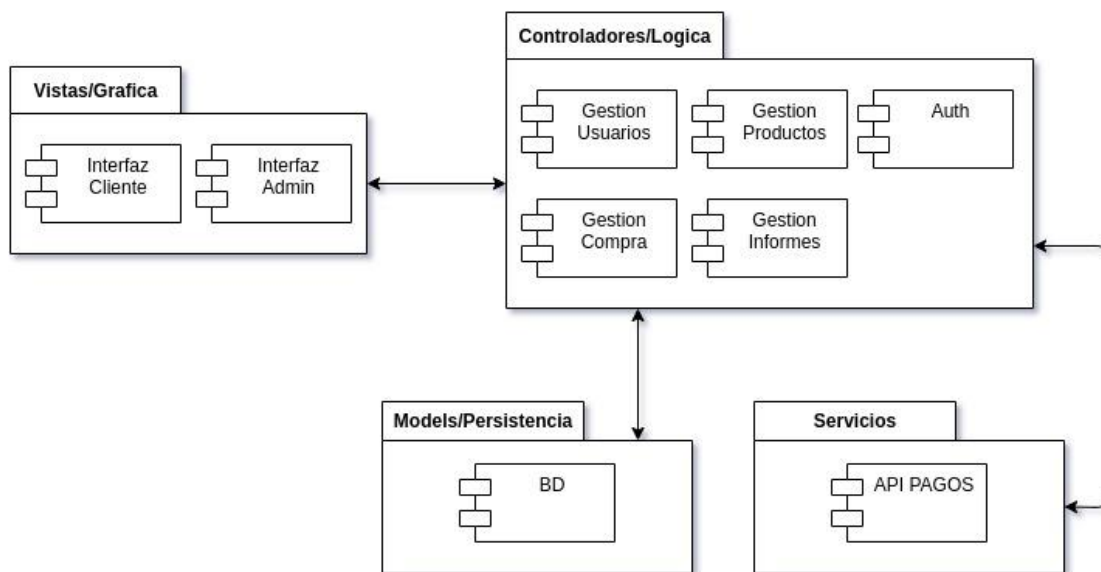 Vistas/Grafica
Interfaz
Cliente
Interfaz
Admin
Controladores/Logica
Gestion
Usuarios
Gestion
Productos
Auth
Gestion
Compra
Gestion
Informes
Models/Persistencia
BD
Servicios
API PAGOS